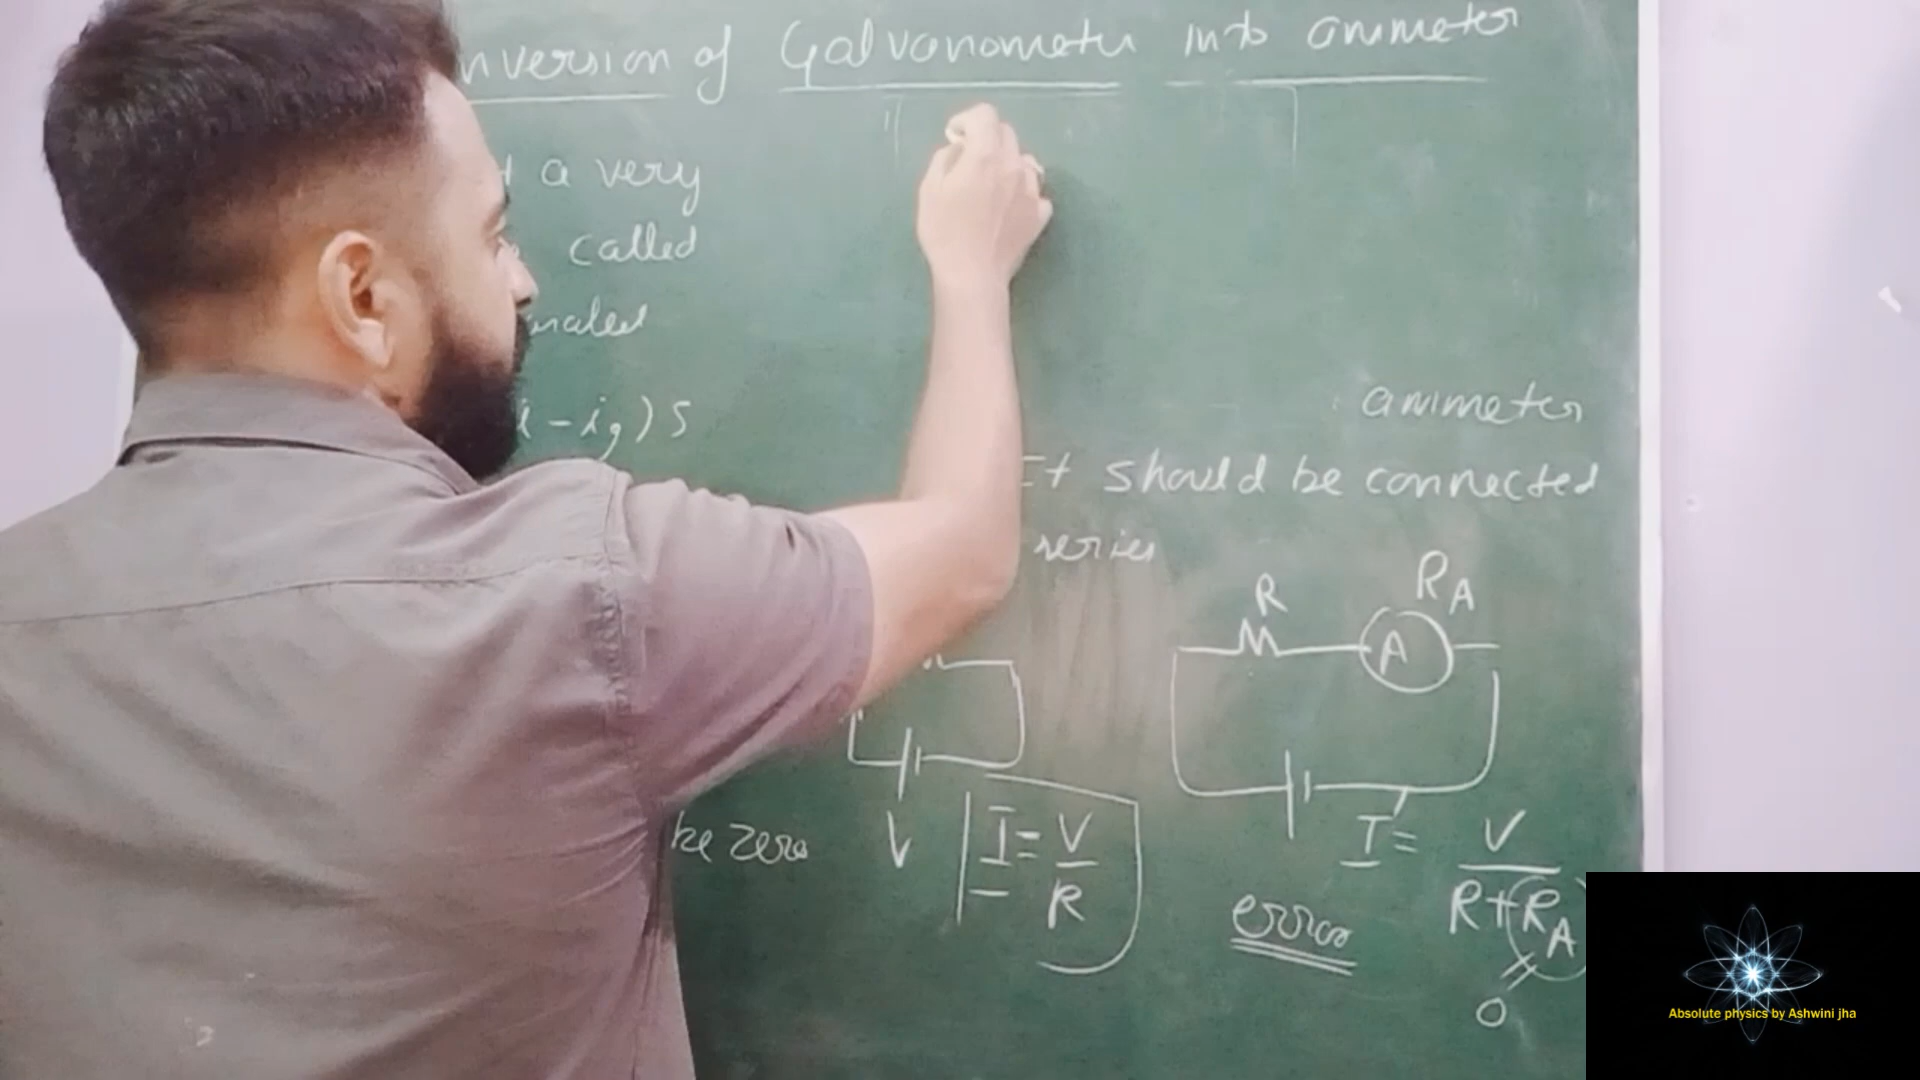 nversion of Galvanometer into ammeter
a very
called
(i - ig) S
ammeter
It should be connected
series
R
RA
A
be zero
V
I = V / R
I = V / R + RA
error
0
Absolute physics by Ashwini jha